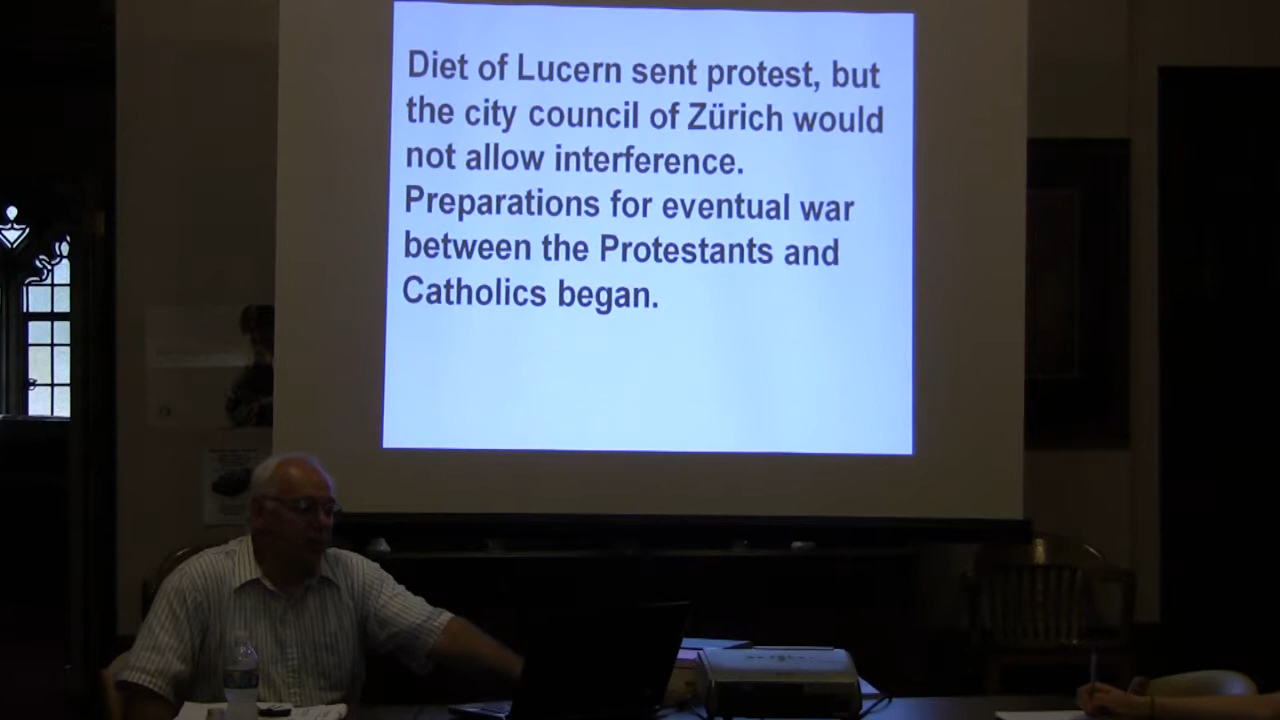 Diet of Lucern sent protest, but
the city council of Zürich would
not allow interference.
Preparations for eventual war
between the Protestants and
Catholics began.